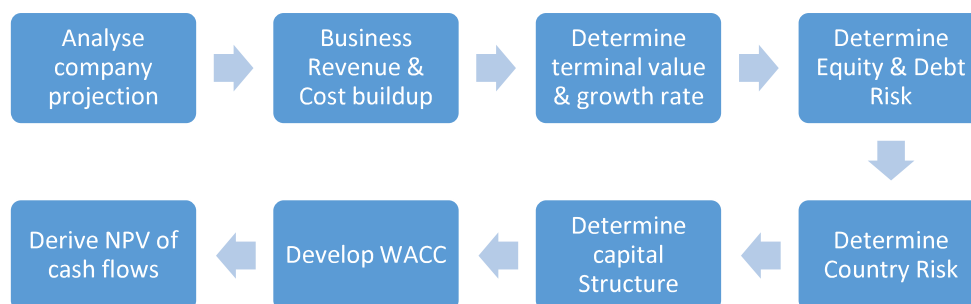 Analyse
company
projection
Business
Revenue &
Cost buildup
Determine
terminal value
& growth rate
Determine
Equity & Debt
Risk
Determine
Country Risk
Determine
capital
Structure
Develop WACC
Derive NPV of
cash flows